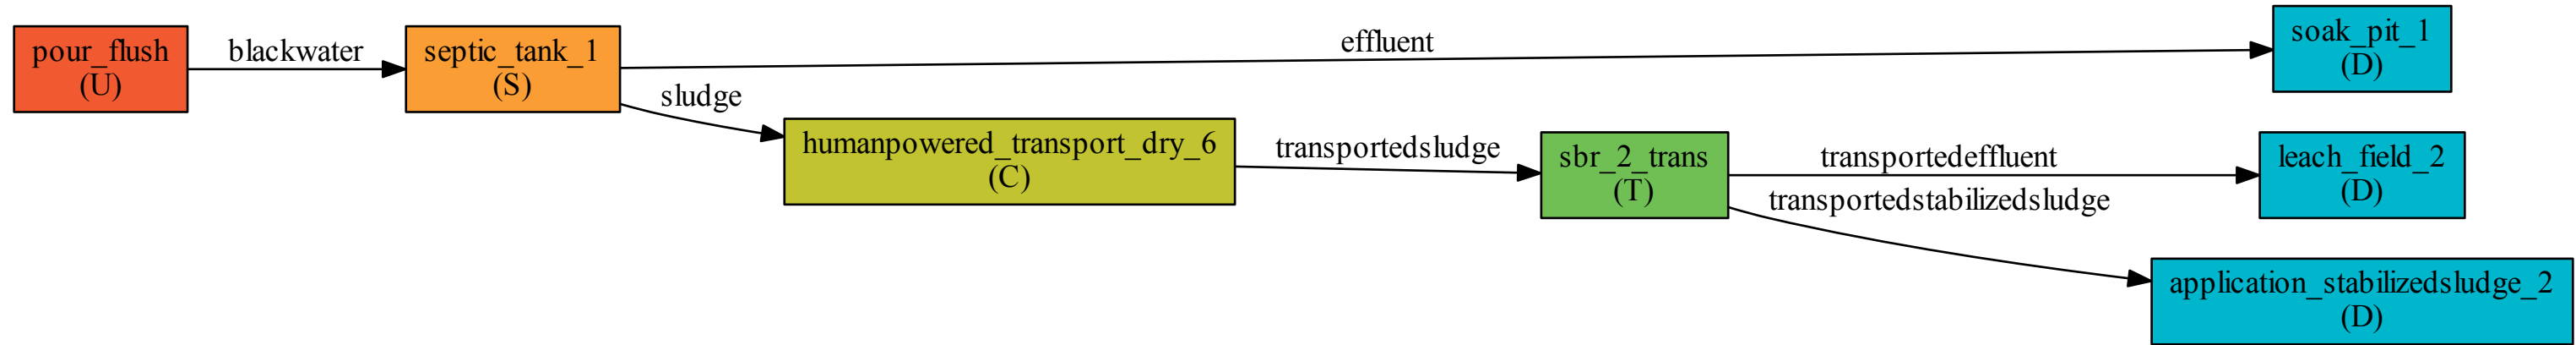 pour_flush
(U)
blackwater
septic_tank_1
(S)
effluent
soak_pit_1
(D)
sludge
humanpowered_transport_dry_6
(C)
transportedsludge
sbr_2_trans
(T)
transportedeffluent
leach_field_2
(D)
transportedstabilizedsludge
application_stabilizedsludge_2
(D)